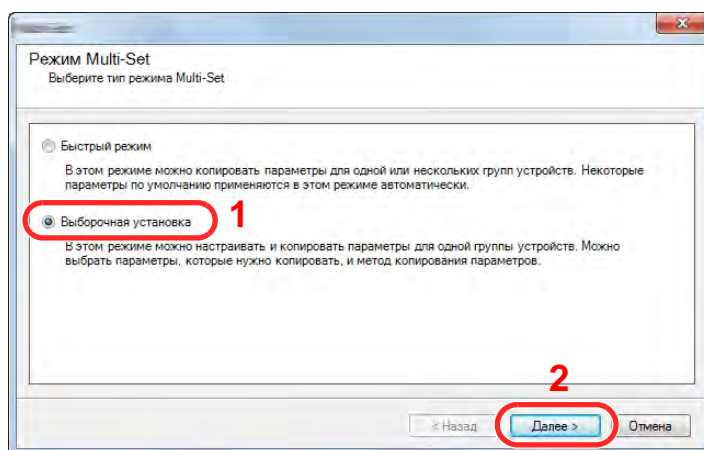 Режим Multi-Set
Выберите тип режима Multi-Set
Быстрый режим
В этом режиме можно копировать параметры для одной или нескольких групп устройств. Некоторые
параметры по умолчанию применяются в этом режиме автоматически.
Выборочная установка 1
В этом режиме можно настраивать и копировать параметры для одной группы устройств. Можно
выбрать параметры, которые нужно копировать, и метод копирования параметров.
2
< Назад Далее > Отмена